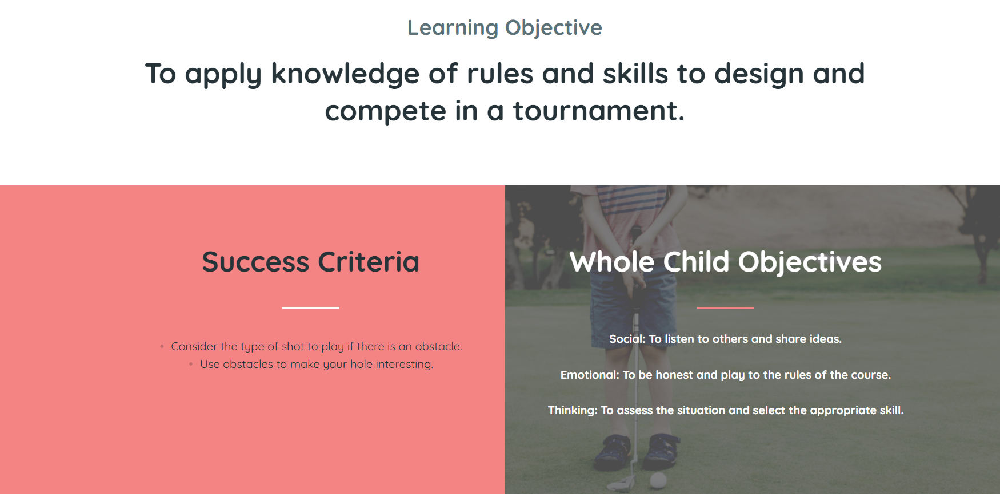 Learning Objective
To apply knowledge of rules and skills to design and
compete in a tournament.
Success Criteria
• Consider the type of shot to play if there is an obstacle.
• Use obstacles to make your hole interesting.
Whole Child Objectives
Social: To listen to others and share ideas.
Emotional: To be honest and play to the rules of the course.
Thinking: To assess the situation and select the appropriate skill.